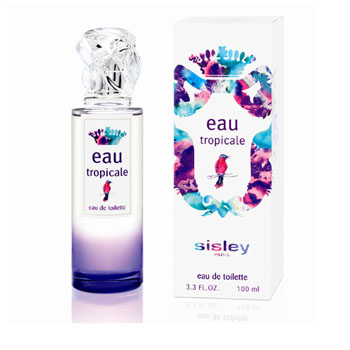 eau
tropicale
eau de toilette
eau
tropicale
sisley
PARIS
eau de toilette
3.3 FL.OZ. 100 ml